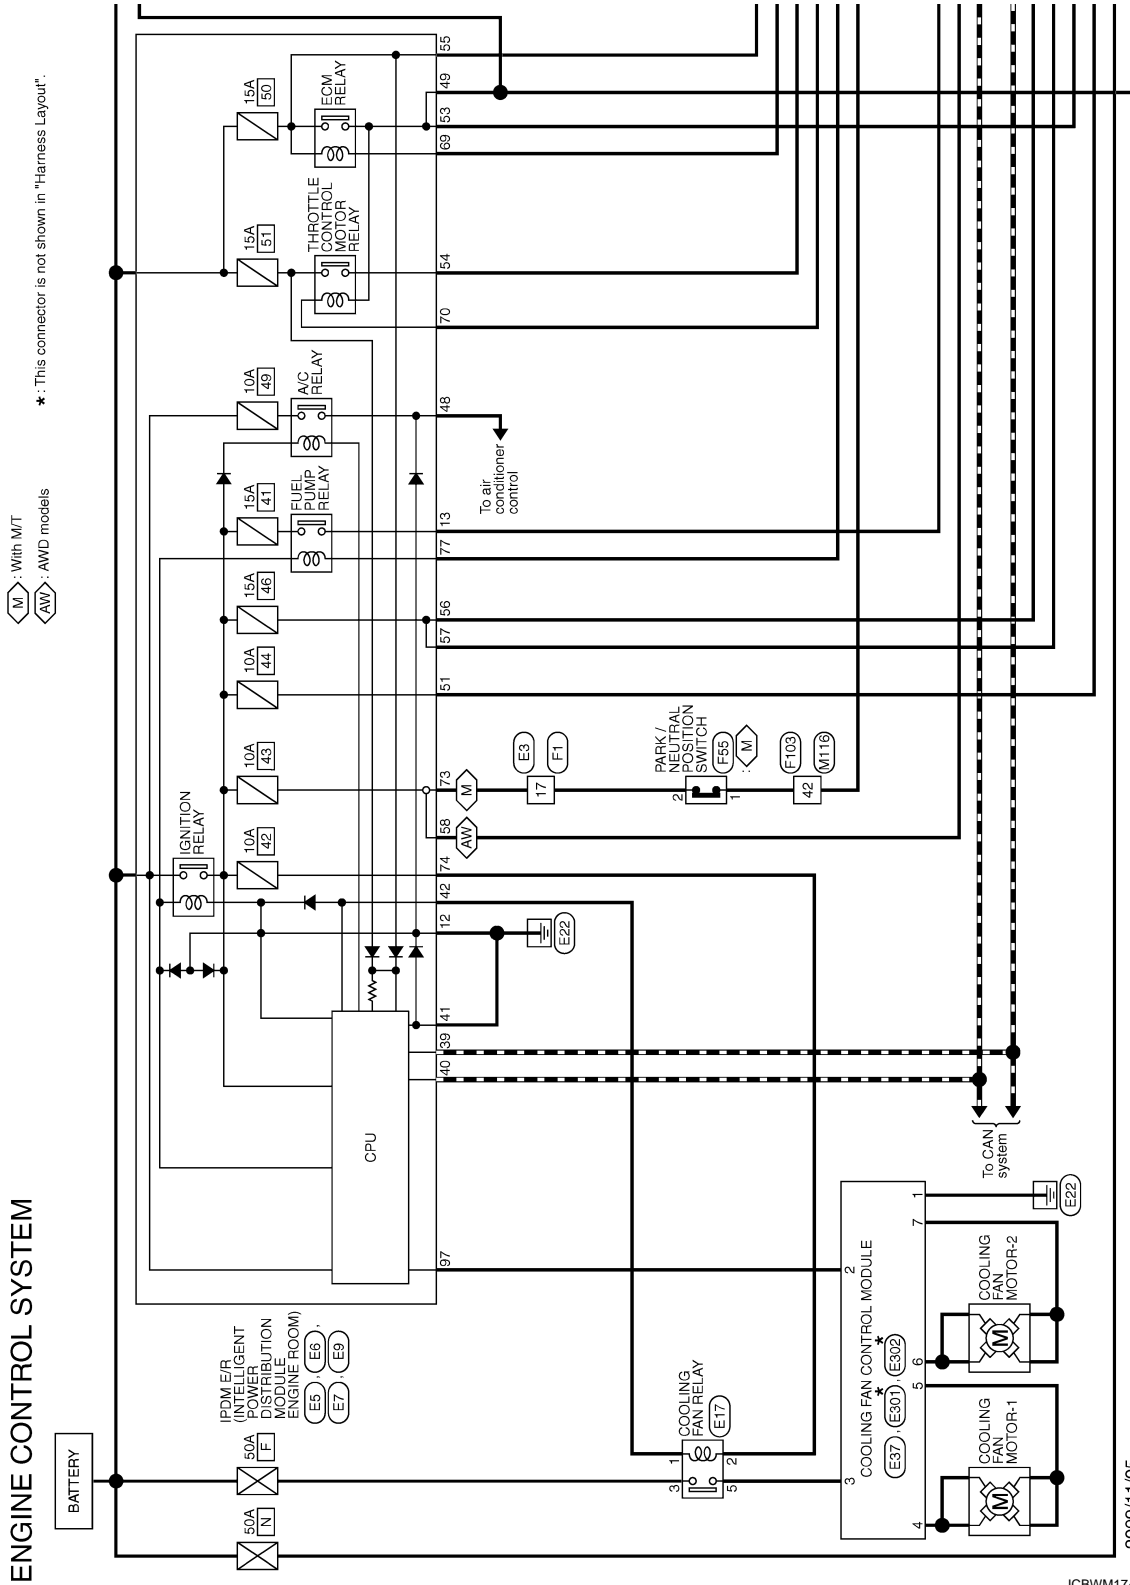 ENGINE CONTROL SYSTEM
M : With M/T
AW : AWD models
* : This connector is not shown in "Harness Layout".
BATTERY
50A
N
50A
F
IPDM E/R
(INTELLIGENT
POWER
DISTRIBUTION
MODULE
ENGINE ROOM)
E5 , E6 ,
E7 , E9
IGNITION
RELAY
10A
42
10A
43
10A
44
15A
46
15A
41
FUEL
PUMP
RELAY
10A
49
A/C
RELAY
15A
51
THROTTLE
CONTROL
MOTOR
RELAY
15A
50
ECM
RELAY
CPU
97
40
39
41
12
42
74
58
73
51
57
56
77
13
48
70
54
69
53
49
55
AW
M
E22
To air
conditioner
control
17
E3
F1
PARK /
NEUTRAL
POSITION
SWITCH
F55
: M
2
1
42
F103
M116
COOLING
FAN RELAY
E17
3
1
5
2
3
2
COOLING FAN CONTROL MODULE
E37 , E301 * , E302 *
4
5
6
7
1
COOLING
FAN
MOTOR-1
M
COOLING
FAN
MOTOR-2
M
E22
To CAN
system